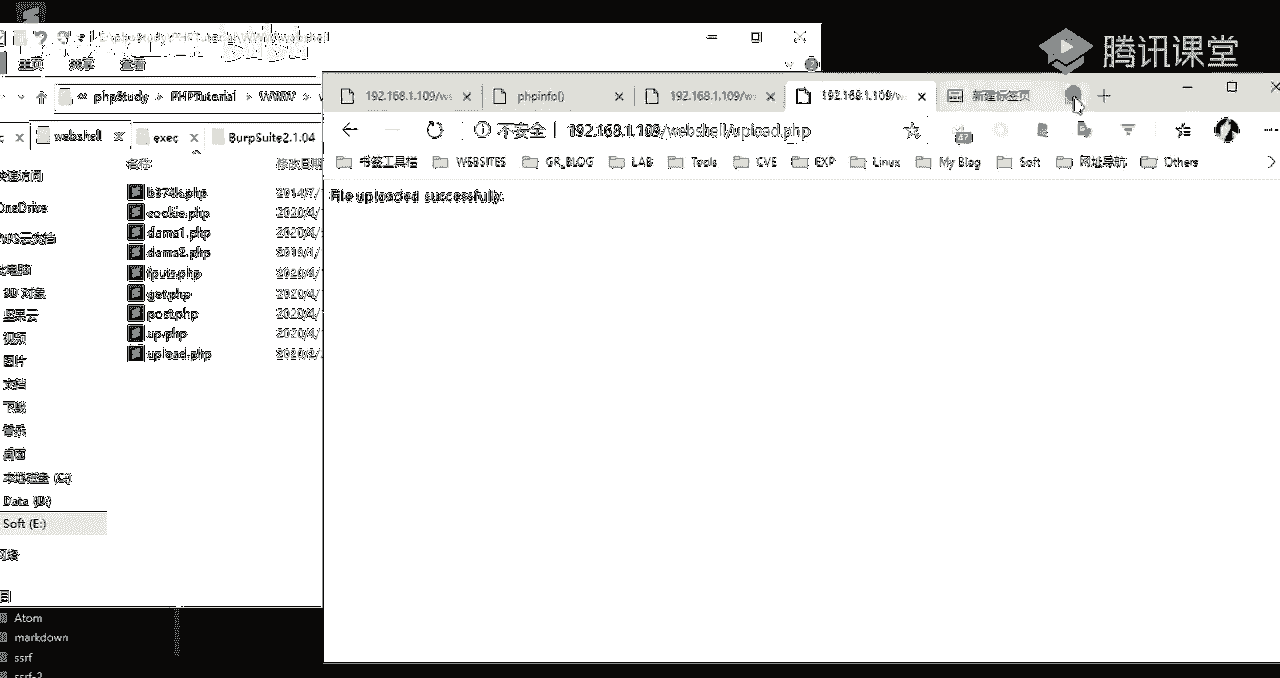 腾讯课堂
主页 共享 查看
phpStudy > PHPTutorial > WWW
webshell exec BurpSuite2.1.04
名称 修改日期
b374k.php
cookie.php
dama1.php
dama2.php
fputs.php
get.php
post.php
up.php
upload.php
快速访问
OneDrive
WPS云文档
此电脑
3D 对象
坚果云
视频
图片
文档
下载
音乐
桌面
本地磁盘 (C:)
Data (D:)
Soft (E:)
网络
Atom
markdown
ssrf
ssrf-2
192.168.1.109/w
phpinfo()
192.168.1.109/w
192.168.1.109/w
新建标签页
不安全 | 192.168.1.109/webshell/upload.php
书签工具栏 WEBSITES GR_BLOG LAB Tools CVE EXP Linux My Blog Soft 网址导航 Others
File uploaded successfully.